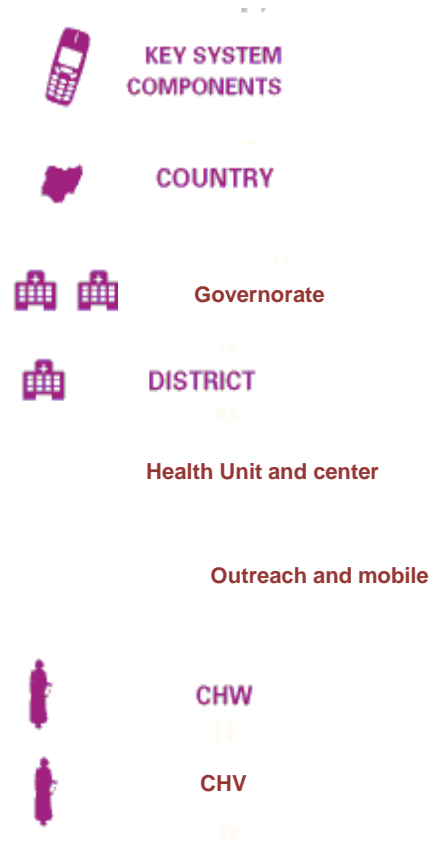 KEY SYSTEM
COMPONENTS
COUNTRY
Governorate
DISTRICT
Health Unit and center
Outreach and mobile
CHW
CHV